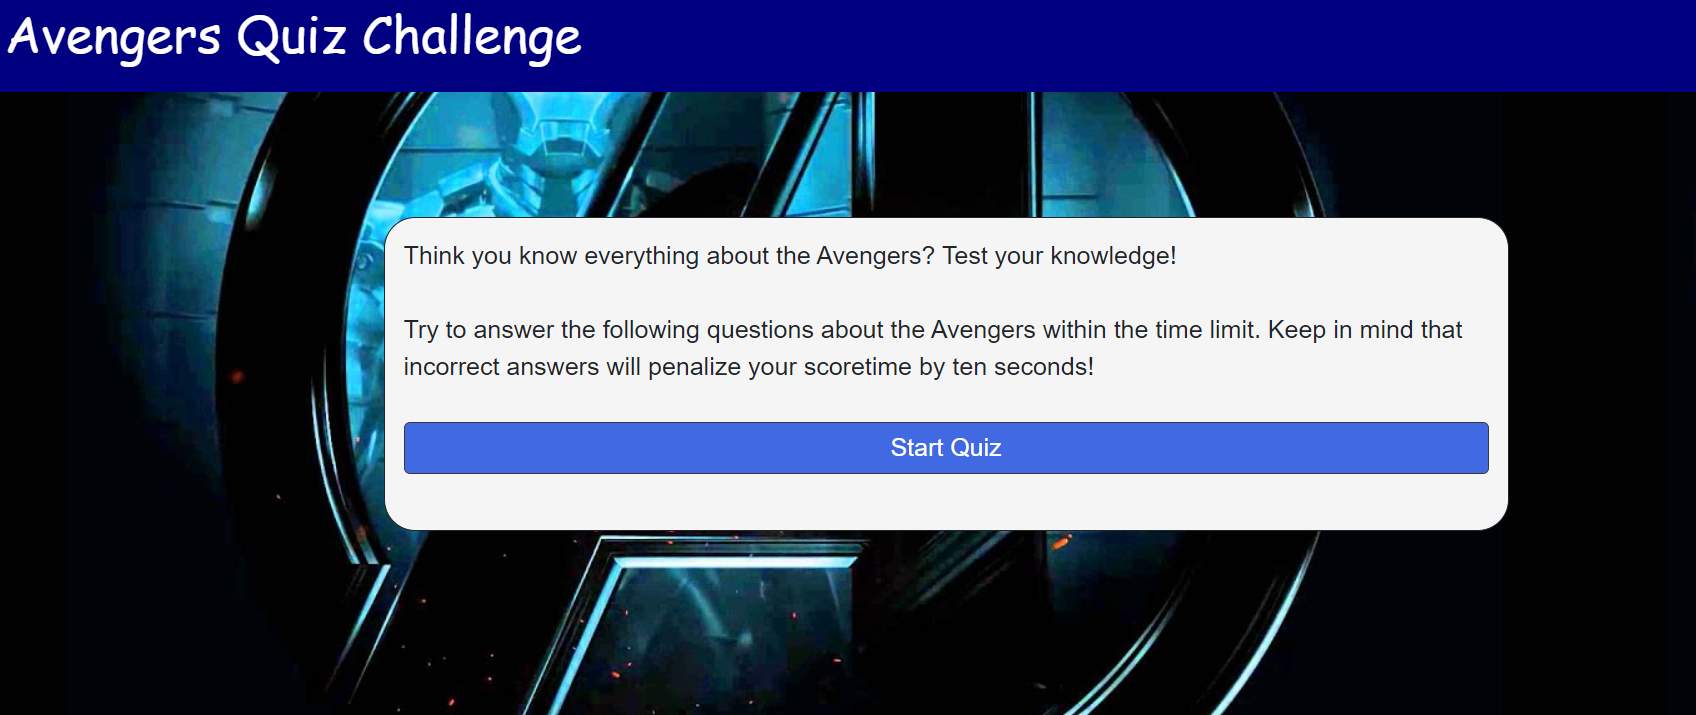 Avengers Quiz Challenge
Think you know everything about the Avengers? Test your knowledge!
Try to answer the following questions about the Avengers within the time limit. Keep in mind that
incorrect answers will penalize your scoretime by ten seconds!
Start Quiz